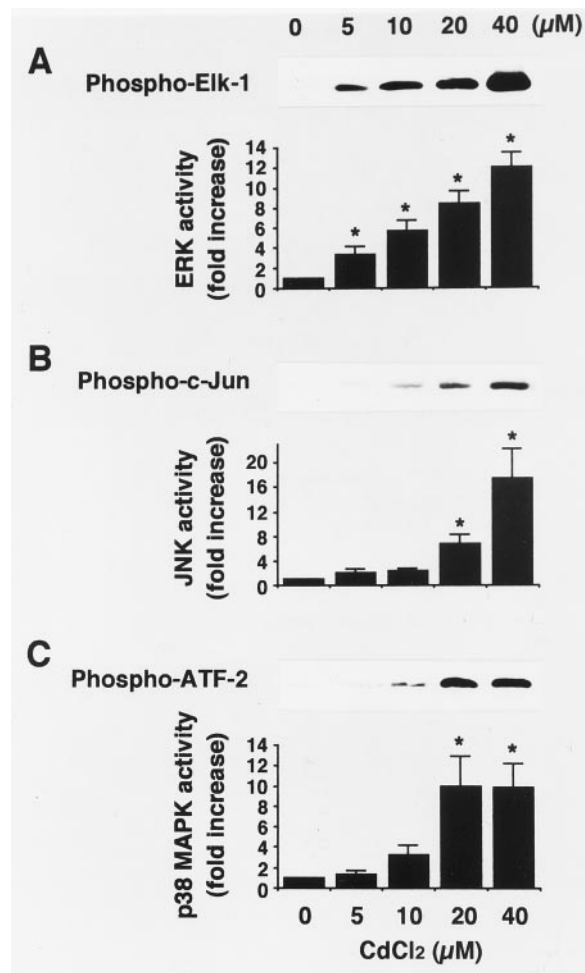 0 5 10 20 40 (µM)
A
Phospho-Elk-1
ERK activity
(fold increase)
14
12
10
8
6
4
2
0
*
*
*
*
B
Phospho-c-Jun
JNK activity
(fold increase)
20
16
12
8
4
0
*
*
C
Phospho-ATF-2
p38 MAPK activity
(fold increase)
14
12
10
8
6
4
2
0
*
*
0 5 10 20 40
CdCl₂ (µM)